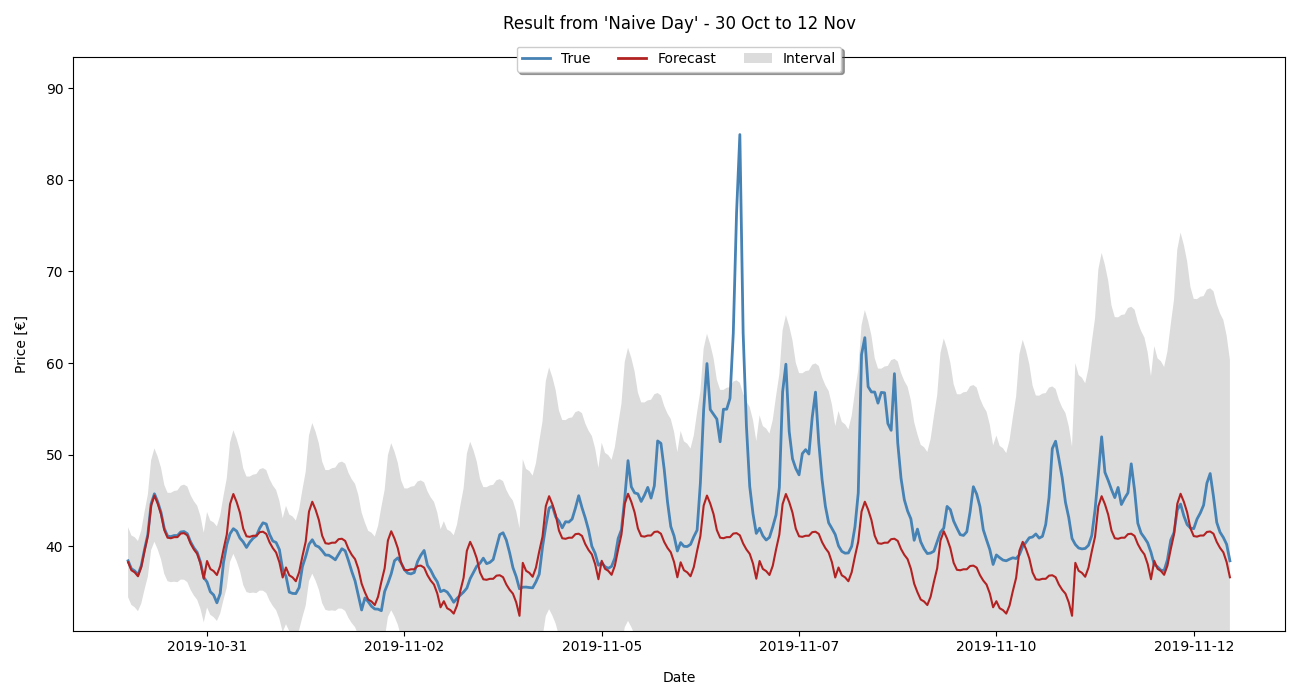 Result from 'Naive Day' - 30 Oct to 12 Nov
True Forecast Interval
90
80
70
60
50
40
Price [€]
2019-10-31 2019-11-02 2019-11-05 2019-11-07 2019-11-10 2019-11-12
Date